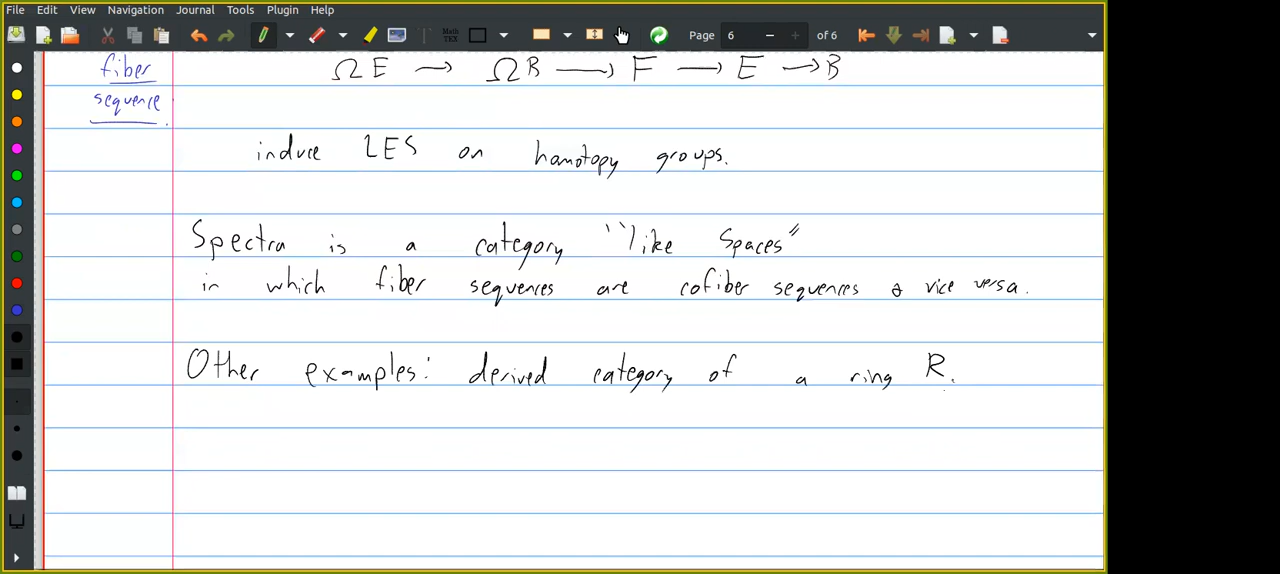 File Edit View Navigation Journal Tools Plugin Help
Math TEX
Page 6 of 6
fiber sequence
ΩE → ΩB → F → E → B
induce LES on homotopy groups.
Spectra is a category "like Spaces"
in which fiber sequences are cofiber sequences & vice versa.
Other examples: derived category of a ring R.